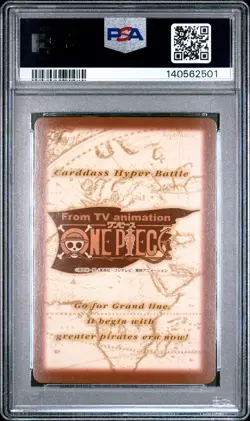 PSA
140562501
Carddass Hyper Battle
From TV animation
ワンピース
ONE PIECE
Go for Grand line,
it begin with
greater pirates era now!